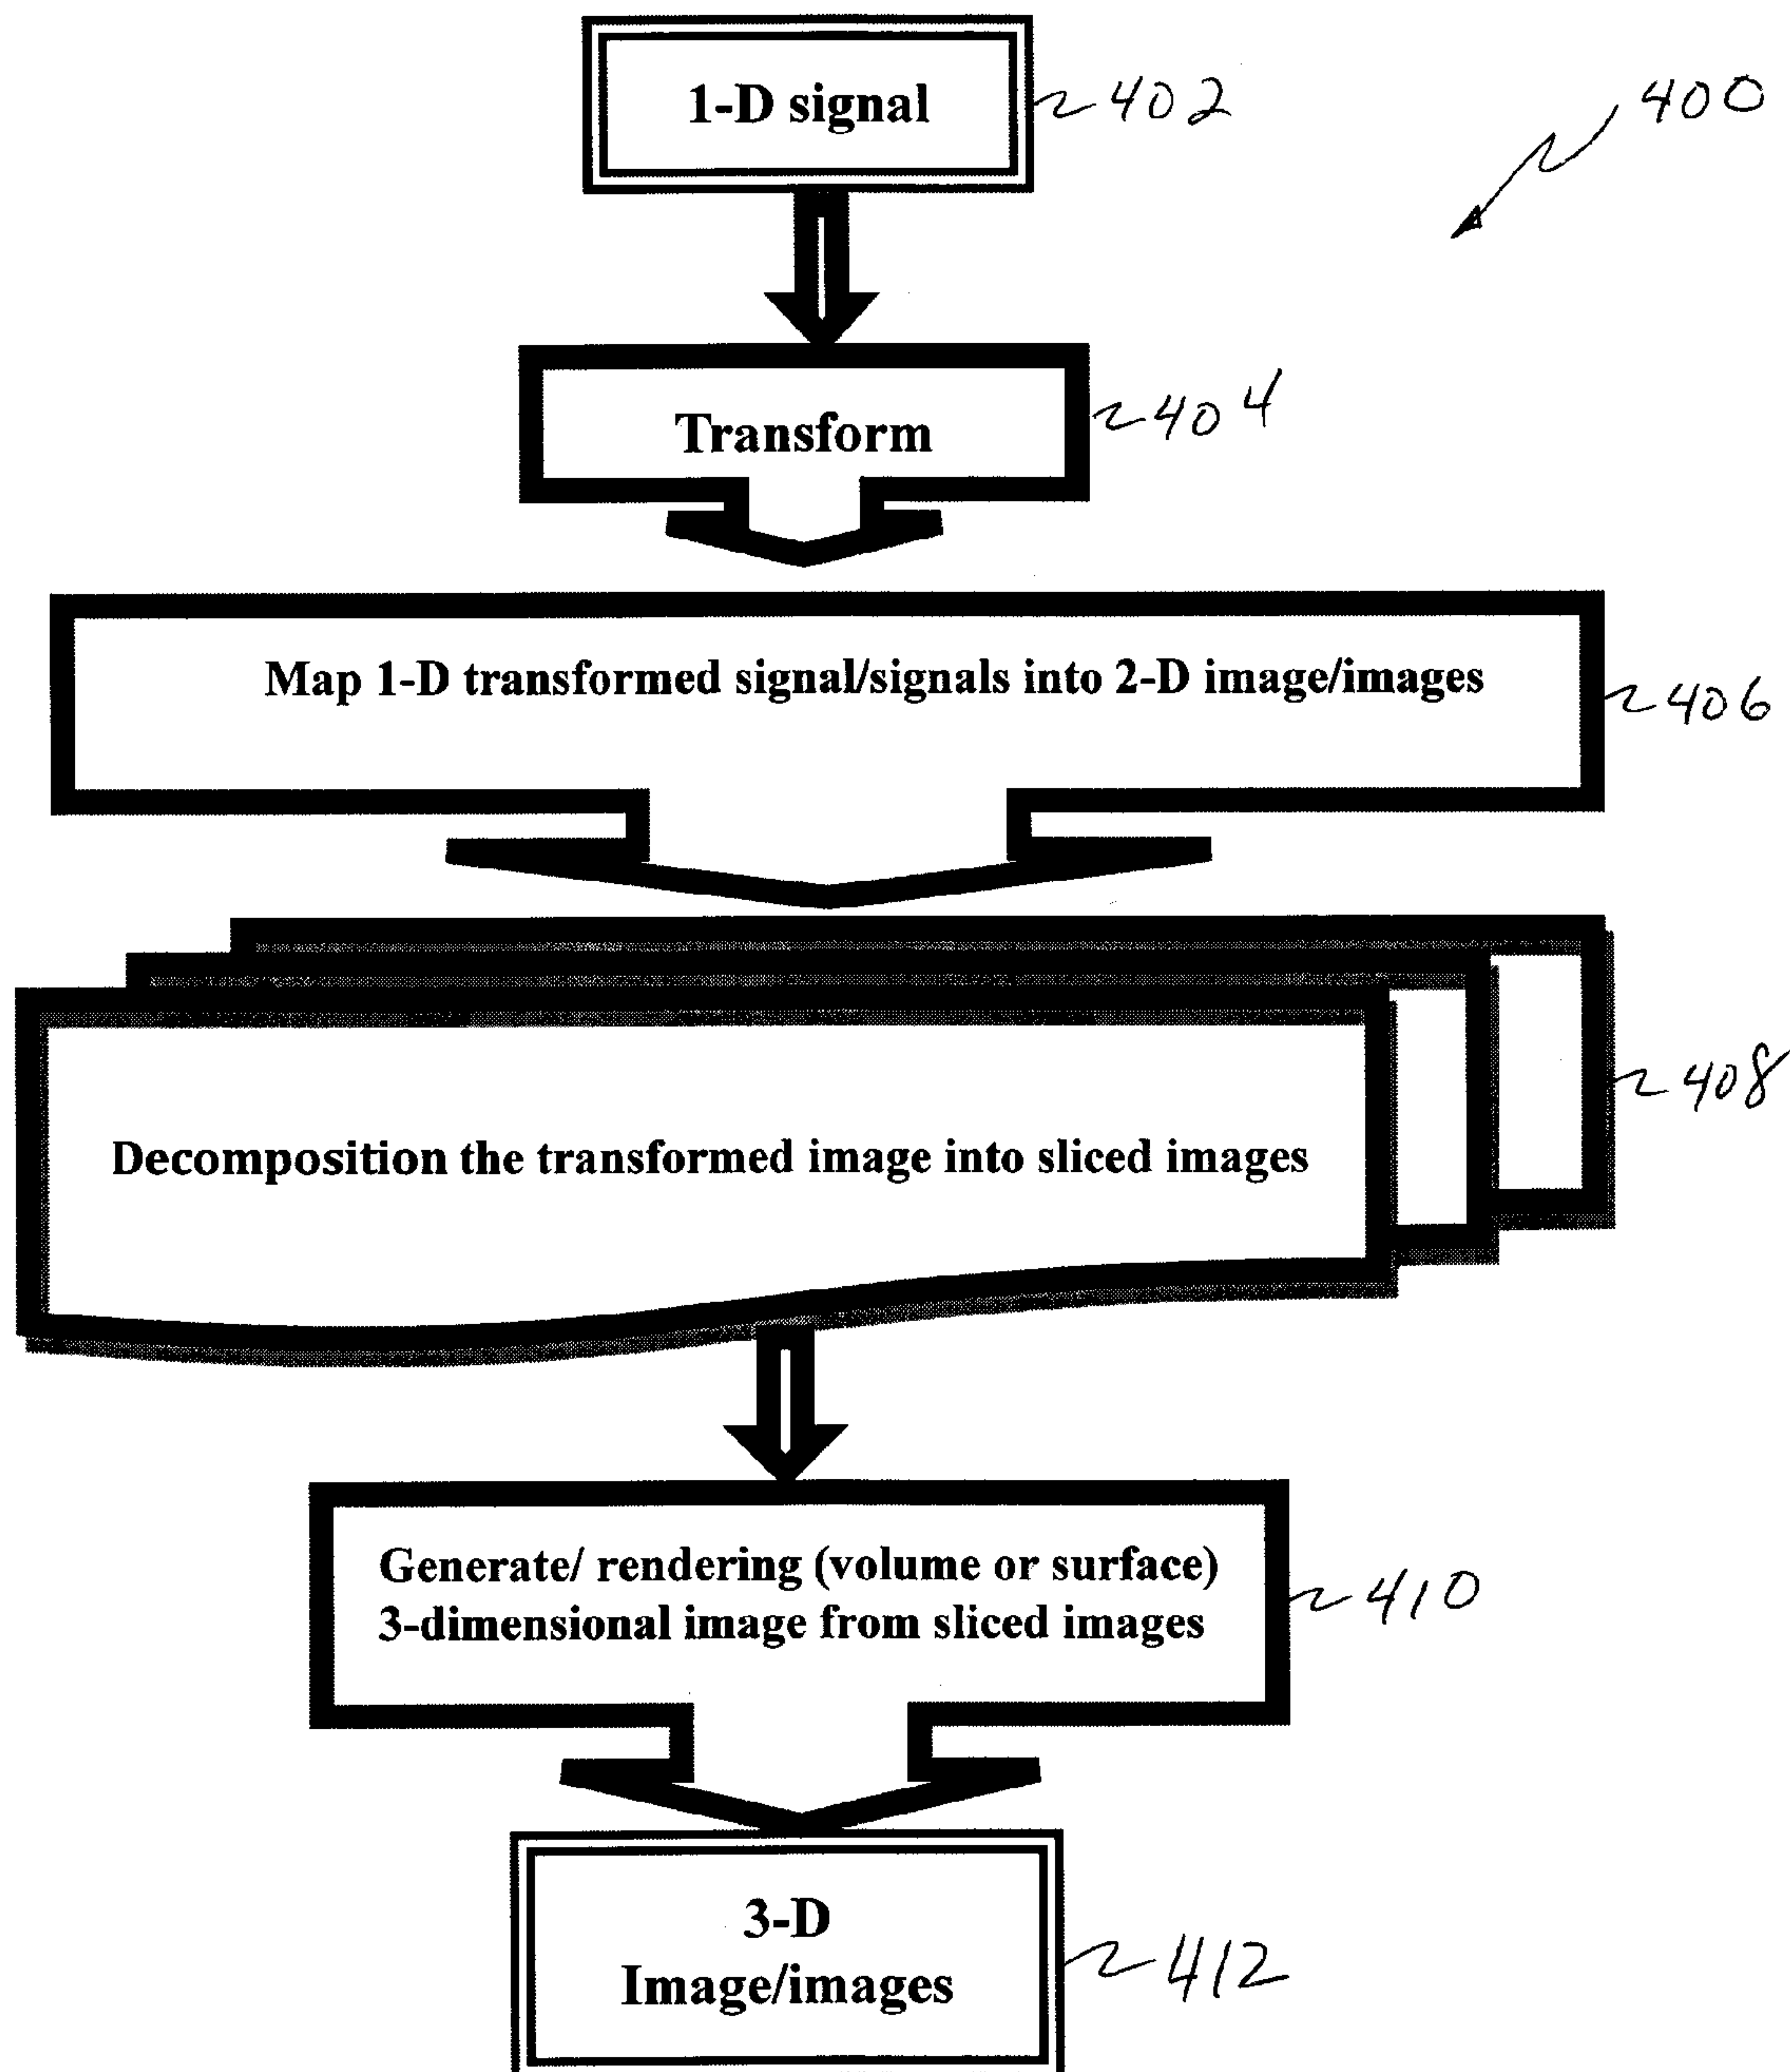 1-D signal
402
400
Transform
404
Map 1-D transformed signal/signals into 2-D image/images
406
Decomposition the transformed image into sliced images
408
Generate/ rendering (volume or surface)
3-dimensional image from sliced images
410
3-D
Image/images
412